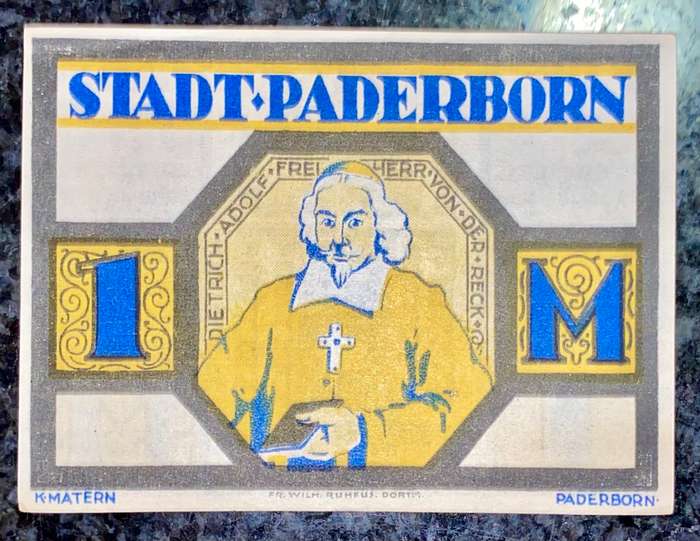 STADT·PADERBORN
DIETRICH·ADOLF·FREIHERR·VON·DER·RECK·
1 M
K·MATERN
FR. WILH. RUHFUS. DORTM.
PADERBORN·